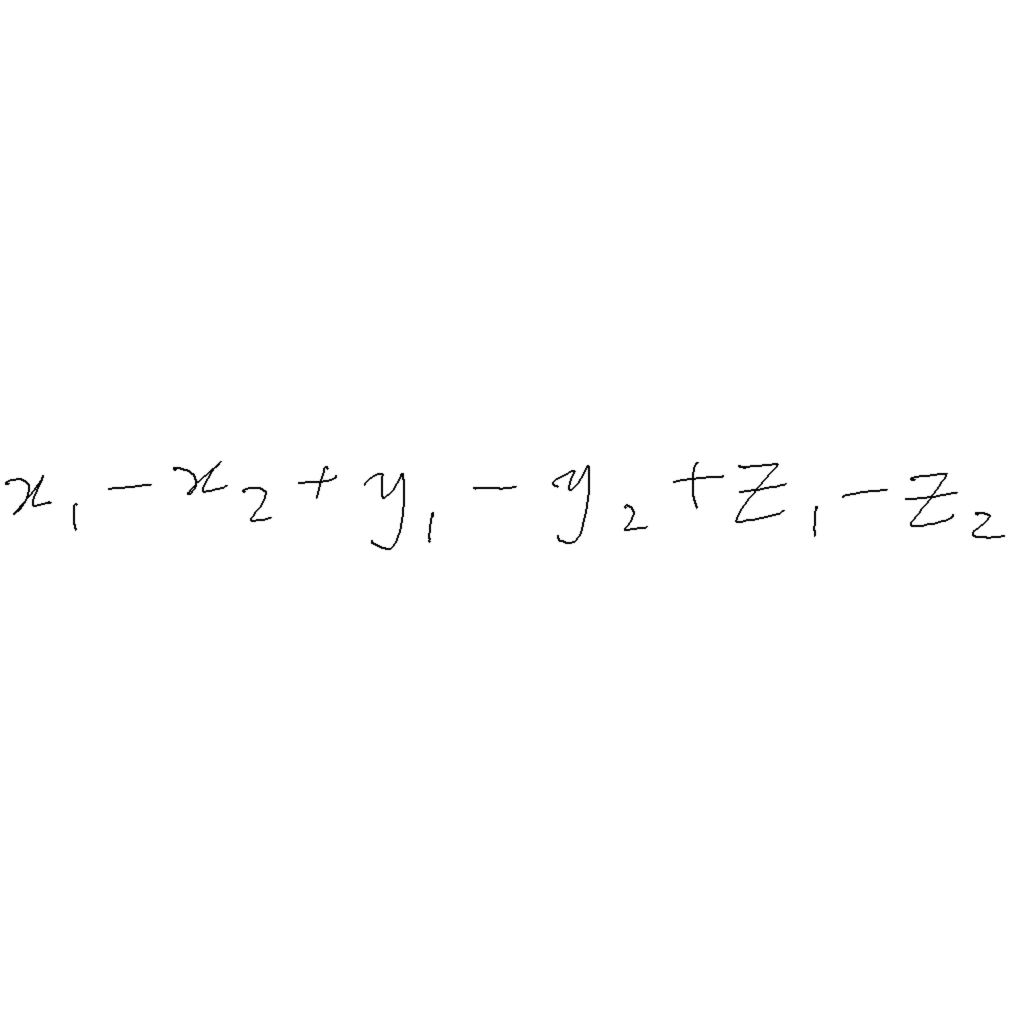 x₁ - x₂ + y₁ - y₂ + z₁ - z₂